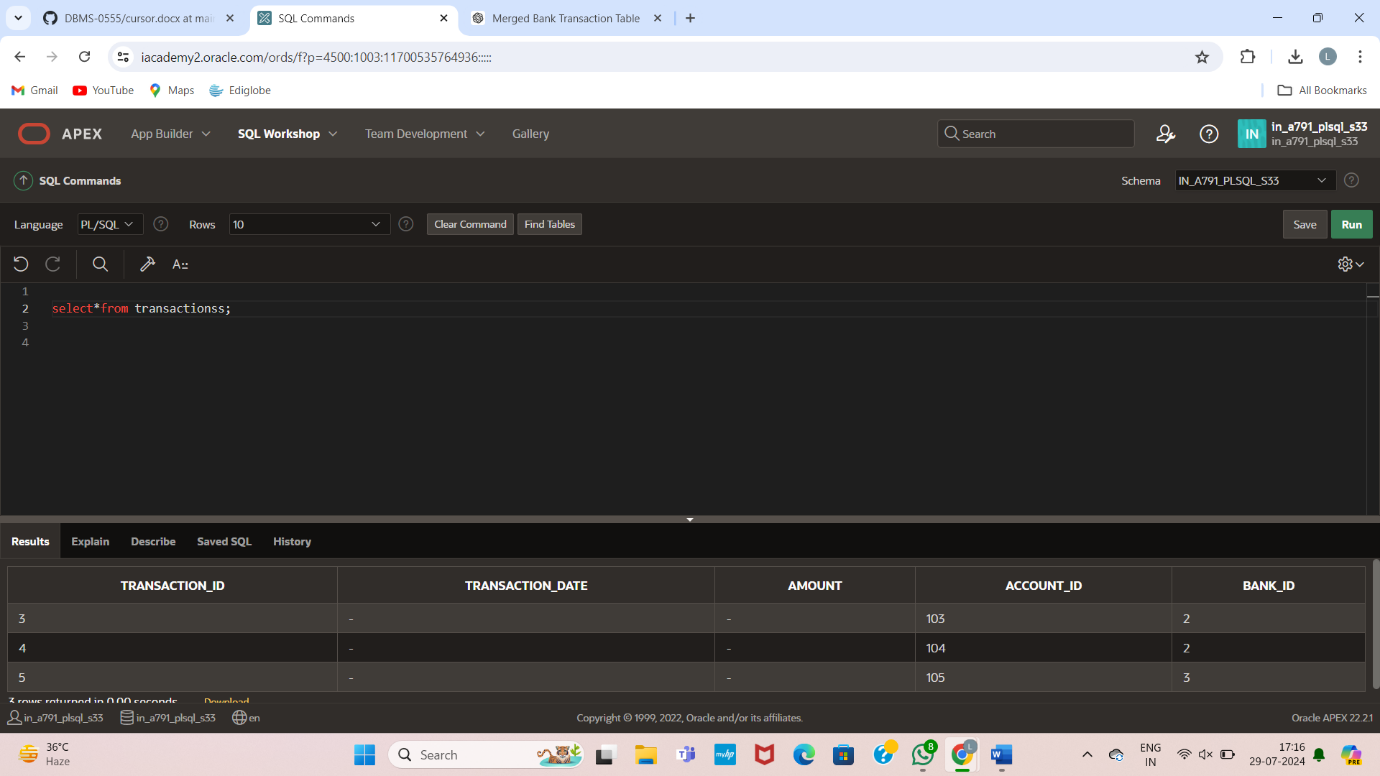 DBMS-0555/cursor.docx at mai
SQL Commands
Merged Bank Transaction Table
iacademy2.oracle.com/ords/f?p=4500:1003:11700535764936:::::
L
Gmail
YouTube
Maps
Ediglobe
All Bookmarks
APEX
App Builder
SQL Workshop
Team Development
Gallery
Search
IN
in_a791_plsql_s33
in_a791_plsql_s33
SQL Commands
Schema
IN_A791_PLSQL_S33
Language
PL/SQL
Rows
10
Clear Command
Find Tables
Save
Run
A::
1
2 select*from transactionss;
3
4
Results
Explain
Describe
Saved SQL
History
TRANSACTION_ID TRANSACTION_DATE AMOUNT ACCOUNT_ID BANK_ID
3 - - 103 2
4 - - 104 2
5 - - 105 3
3 rows returned in 0.00 seconds Download
in_a791_plsql_s33
in_a791_plsql_s33
en
Copyright © 1999, 2022, Oracle and/or its affiliates.
Oracle APEX 22.2.1
36°C
Haze
Search
myhp
8
L
W
ENG
IN
17:16
29-07-2024
PRE